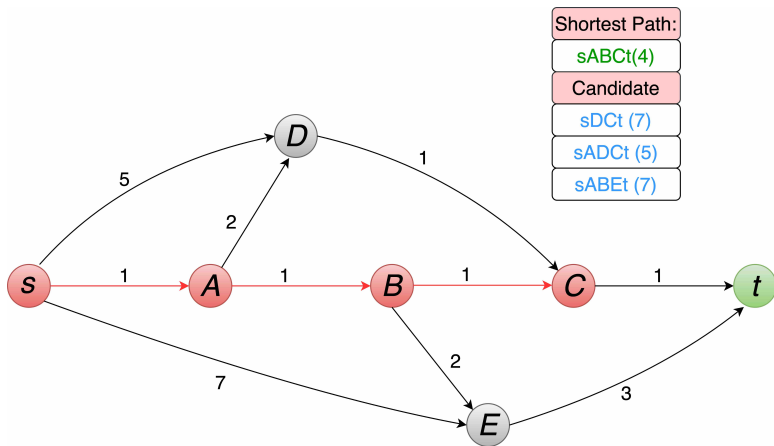 Shortest Path:
sABCt(4)
Candidate
sDCt (7)
sADCt (5)
sABEt (7)
D
5
1
2
s
1
A
1
B
1
C
1
t
2
7
3
E